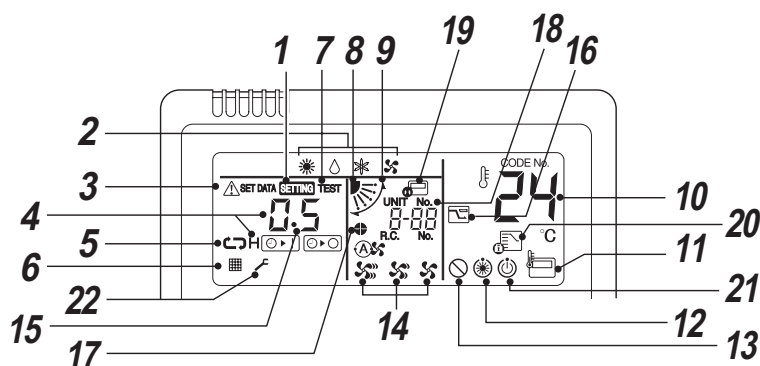 1 7 8 9 19 18 16
2
3
4
5
6
22
15
17
14
13
12
21
11
20
10
CODE No.
SET DATA SETTING TEST
UNIT No.
0.5
H
8-88
R.C. No.
24
°C
A